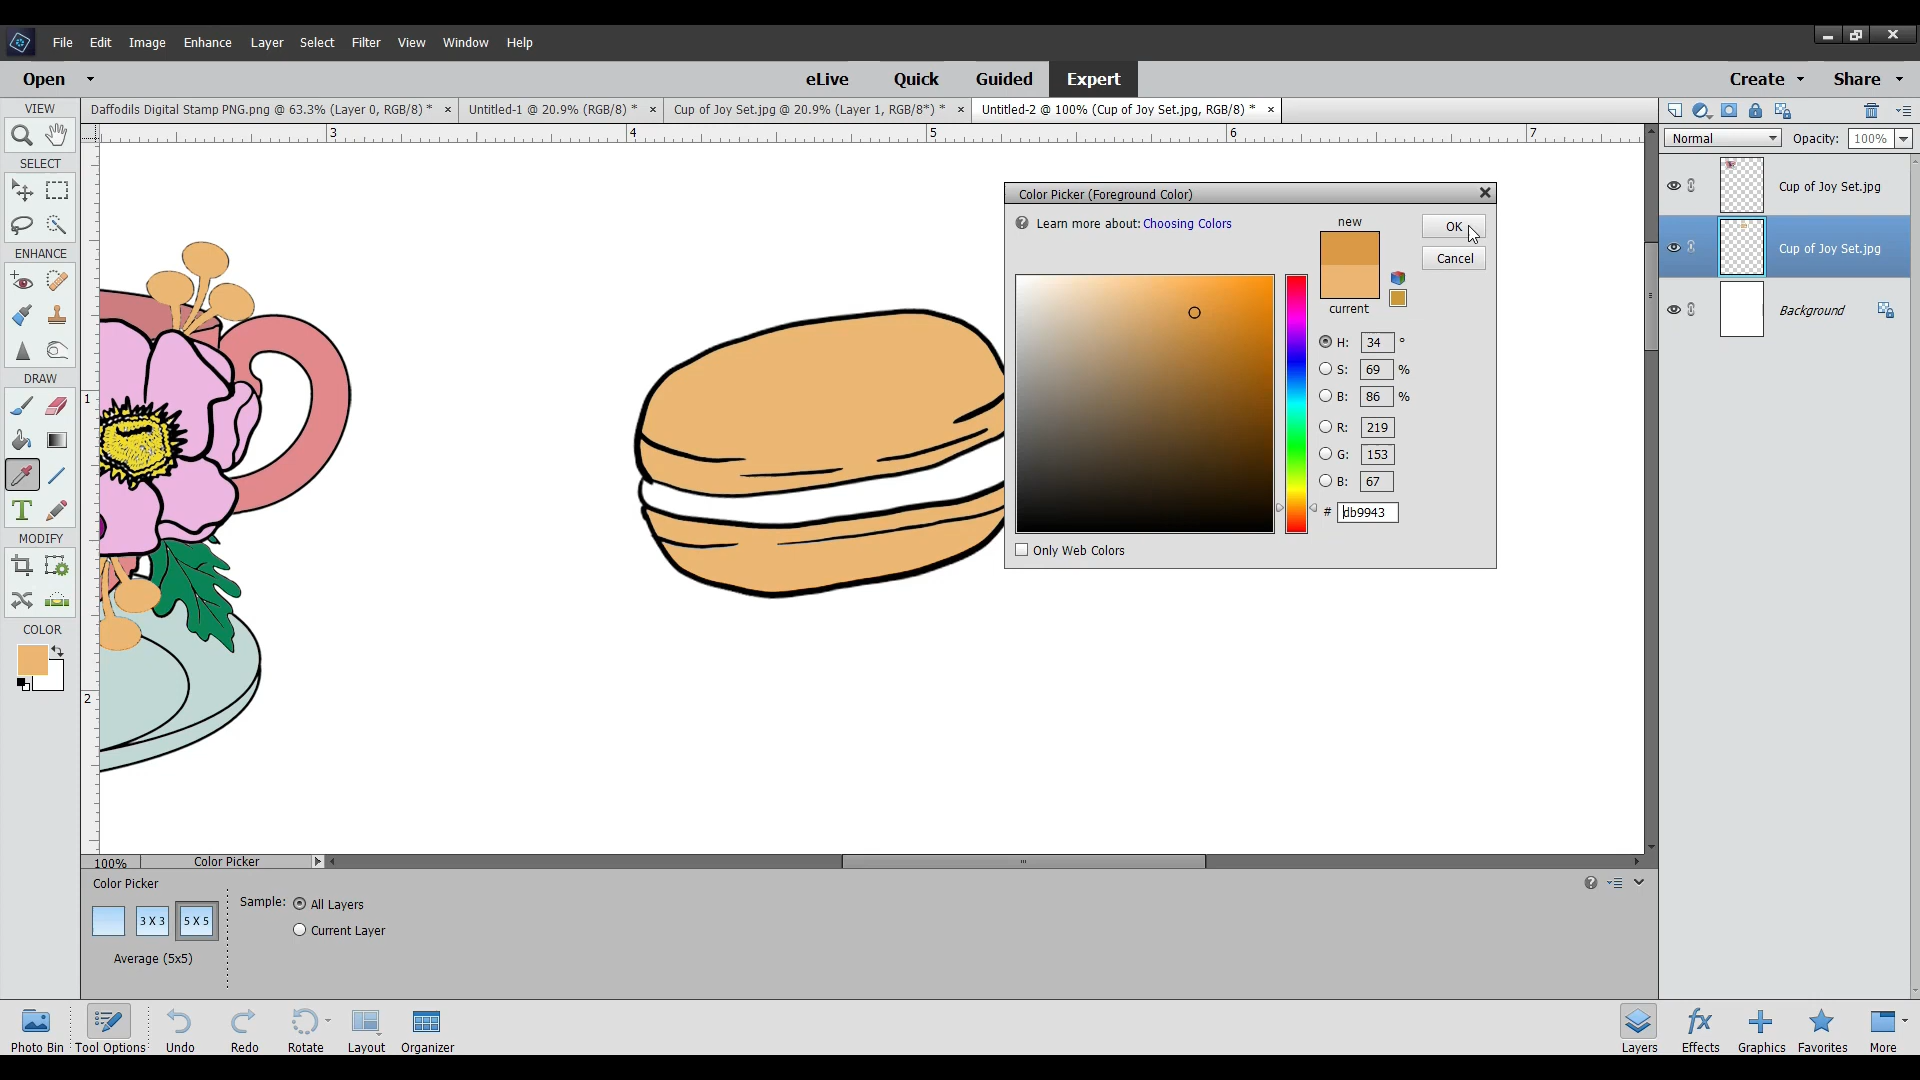 File Edit Image Enhance Layer Select Filter View Window Help
Open eLive Quick Guided Expert Create Share
VIEW
Daffodils Digital Stamp PNG.png @ 63.3% (Layer 0, RGB/8) * × Untitled-1 @ 20.9% (RGB/8) * × Cup of Joy Set.jpg @ 20.9% (Layer 1, RGB/8*) * × Untitled-2 @ 100% (Cup of Joy Set.jpg, RGB/8) * ×
3 4 5 6 7
Normal Opacity: 100%
SELECT
Color Picker (Foreground Color)
Cup of Joy Set.jpg
? Learn more about: Choosing Colors
new
OK
Cup of Joy Set.jpg
ENHANCE
Cancel
current
Background
H: 34 °
S: 69 %
DRAW
1
B: 86 %
R: 219
G: 153
B: 67
T
# db9943
MODIFY
Only Web Colors
COLOR
2
100% Color Picker
Color Picker
?
Sample: All Layers
3 X 3 5 X 5
Current Layer
Average (5x5)
fx
Photo Bin Tool Options Undo Redo Rotate Layout Organizer Layers Effects Graphics Favorites More